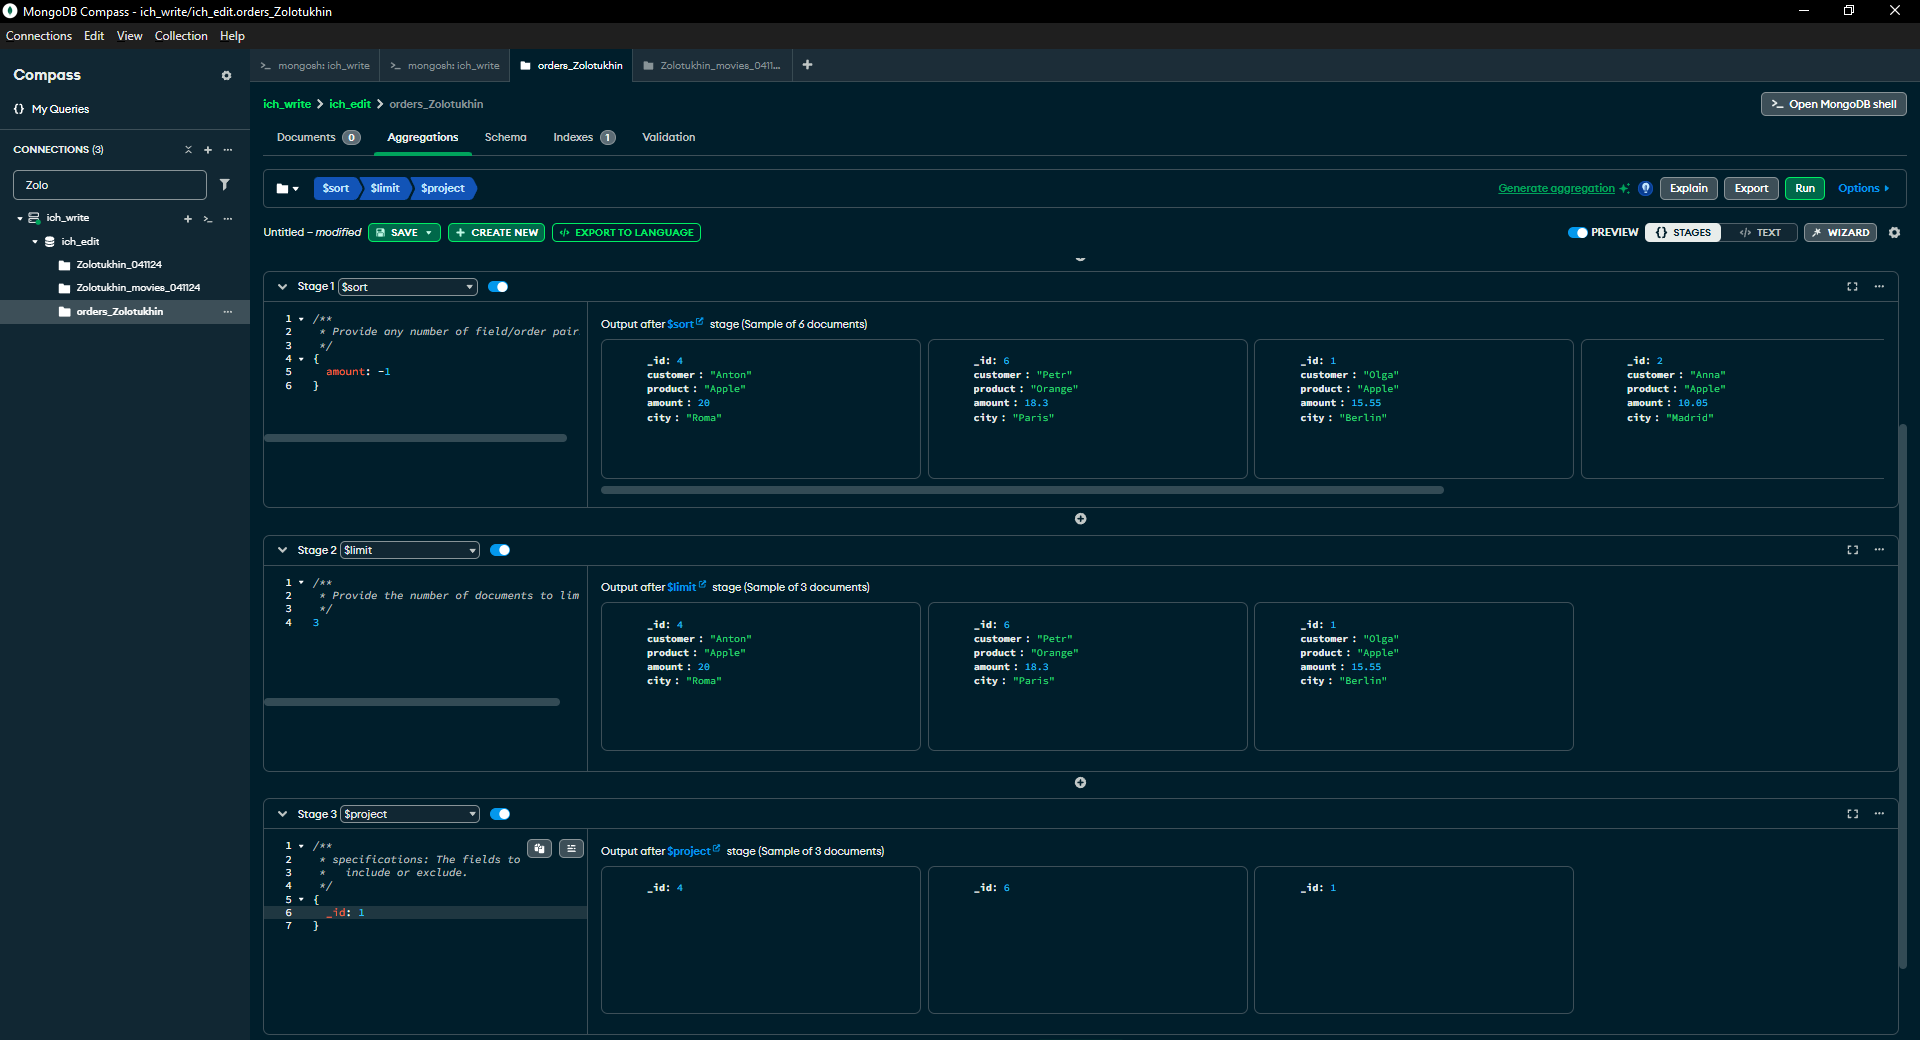 MongoDB Compass - ich_write/ich_edit.orders_Zolotukhin
Connections Edit View Collection Help
Compass
{} My Queries
CONNECTIONS (3)
Zolo
ich_write
ich_edit
Zolotukhin_041124
Zolotukhin_movies_041124
orders_Zolotukhin
>_ mongosh: ich_write
>_ mongosh: ich_write
orders_Zolotukhin
Zolotukhin_movies_0411...
ich_write > ich_edit > orders_Zolotukhin
>_ Open MongoDB shell
Documents 0 Aggregations Schema Indexes 1 Validation
$sort $limit $project
Generate aggregation Explain Export Run Options
Untitled – modified SAVE + CREATE NEW </> EXPORT TO LANGUAGE
PREVIEW {} STAGES </> TEXT WIZARD
Stage 1 $sort
1 /**
2 * Provide any number of field/order pair
3 */
4 {
5 amount: -1
6 }
Output after $sort stage (Sample of 6 documents)
_id: 4
customer : "Anton"
product : "Apple"
amount : 20
city : "Roma"
_id: 6
customer : "Petr"
product : "Orange"
amount : 18.3
city : "Paris"
_id: 1
customer : "Olga"
product : "Apple"
amount : 15.55
city : "Berlin"
_id: 2
customer : "Anna"
product : "Apple"
amount : 10.05
city : "Madrid"
Stage 2 $limit
1 /**
2 * Provide the number of documents to lim
3 */
4 3
Output after $limit stage (Sample of 3 documents)
_id: 4
customer : "Anton"
product : "Apple"
amount : 20
city : "Roma"
_id: 6
customer : "Petr"
product : "Orange"
amount : 18.3
city : "Paris"
_id: 1
customer : "Olga"
product : "Apple"
amount : 15.55
city : "Berlin"
Stage 3 $project
1 /**
2 * specifications: The fields to
3 * include or exclude.
4 */
5 {
6 _id: 1
7 }
Output after $project stage (Sample of 3 documents)
_id: 4
_id: 6
_id: 1